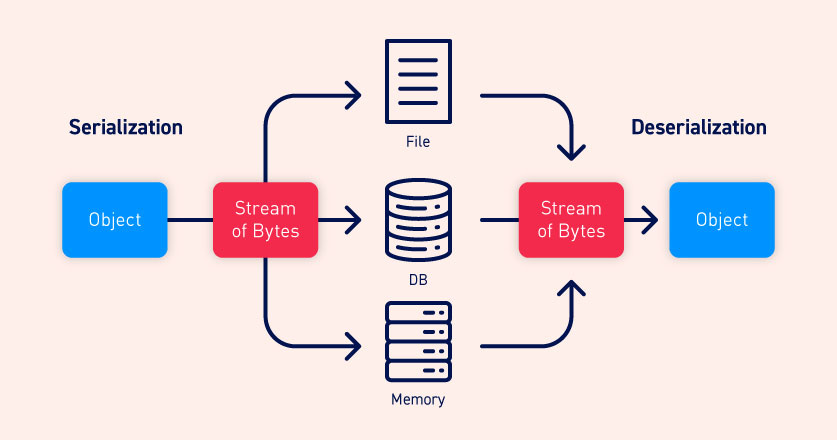 Serialization
Deserialization
File
Object
Stream
of Bytes
Stream
of Bytes
Object
DB
Memory